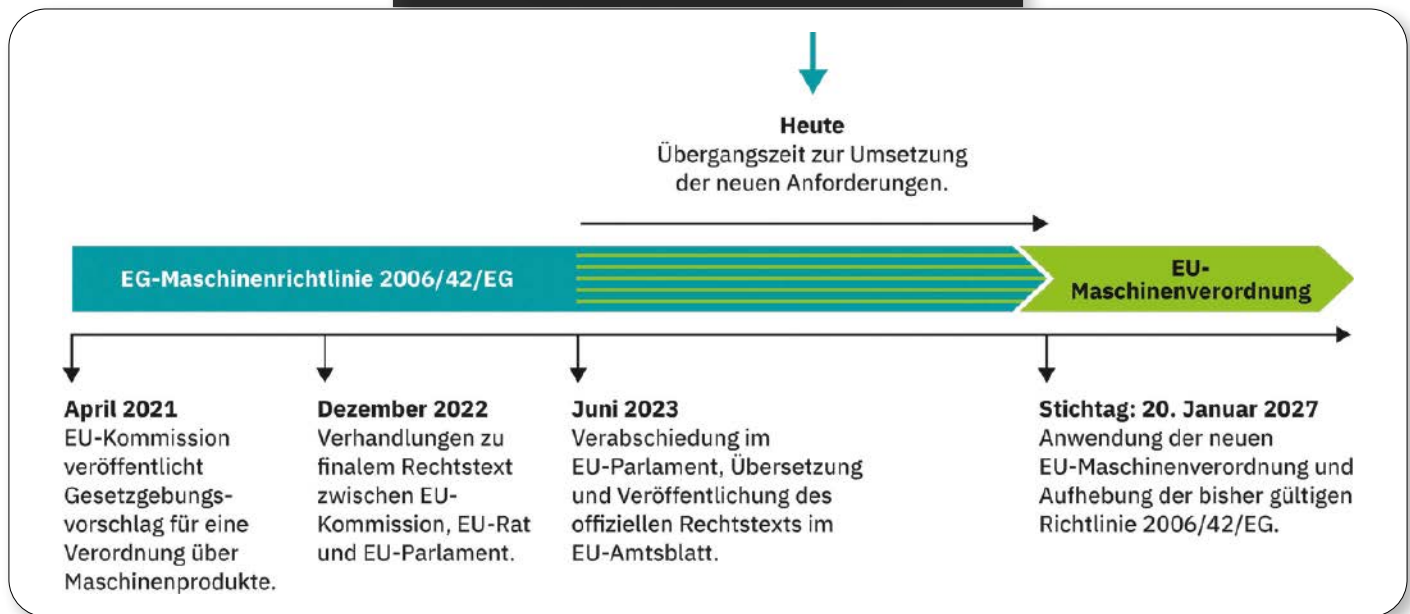 Heute
Übergangszeit zur Umsetzung
der neuen Anforderungen.
EG-Maschinenrichtlinie 2006/42/EG
EU-
Maschinenverordnung
April 2021
EU-Kommission
veröffentlicht
Gesetzgebungs-
vorschlag für eine
Verordnung über
Maschinenprodukte.
Dezember 2022
Verhandlungen zu
finalem Rechtstext
zwischen EU-
Kommission, EU-Rat
und EU-Parlament.
Juni 2023
Verabschiedung im
EU-Parlament, Übersetzung
und Veröffentlichung des
offiziellen Rechtstexts im
EU-Amtsblatt.
Stichtag: 20. Januar 2027
Anwendung der neuen
EU-Maschinenverordnung und
Aufhebung der bisher gültigen
Richtlinie 2006/42/EG.